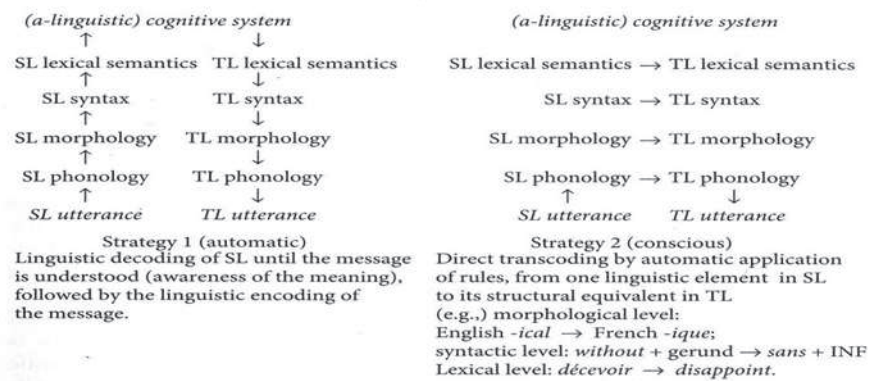 (a-linguistic) cognitive system
↑ ↓
SL lexical semantics TL lexical semantics
↑ ↓
SL syntax TL syntax
↑ ↓
SL morphology TL morphology
↑ ↓
SL phonology TL phonology
↑ ↓
SL utterance TL utterance
Strategy 1 (automatic)
Linguistic decoding of SL until the message
is understood (awareness of the meaning),
followed by the linguistic encoding of
the message.
(a-linguistic) cognitive system
SL lexical semantics → TL lexical semantics
SL syntax → TL syntax
SL morphology → TL morphology
SL phonology → TL phonology
↑ ↓
SL utterance TL utterance
Strategy 2 (conscious)
Direct transcoding by automatic application
of rules, from one linguistic element in SL
to its structural equivalent in TL
(e.g.,) morphological level:
English -ical → French -ique;
syntactic level: without + gerund → sans + INF
Lexical level: décevoir → disappoint.